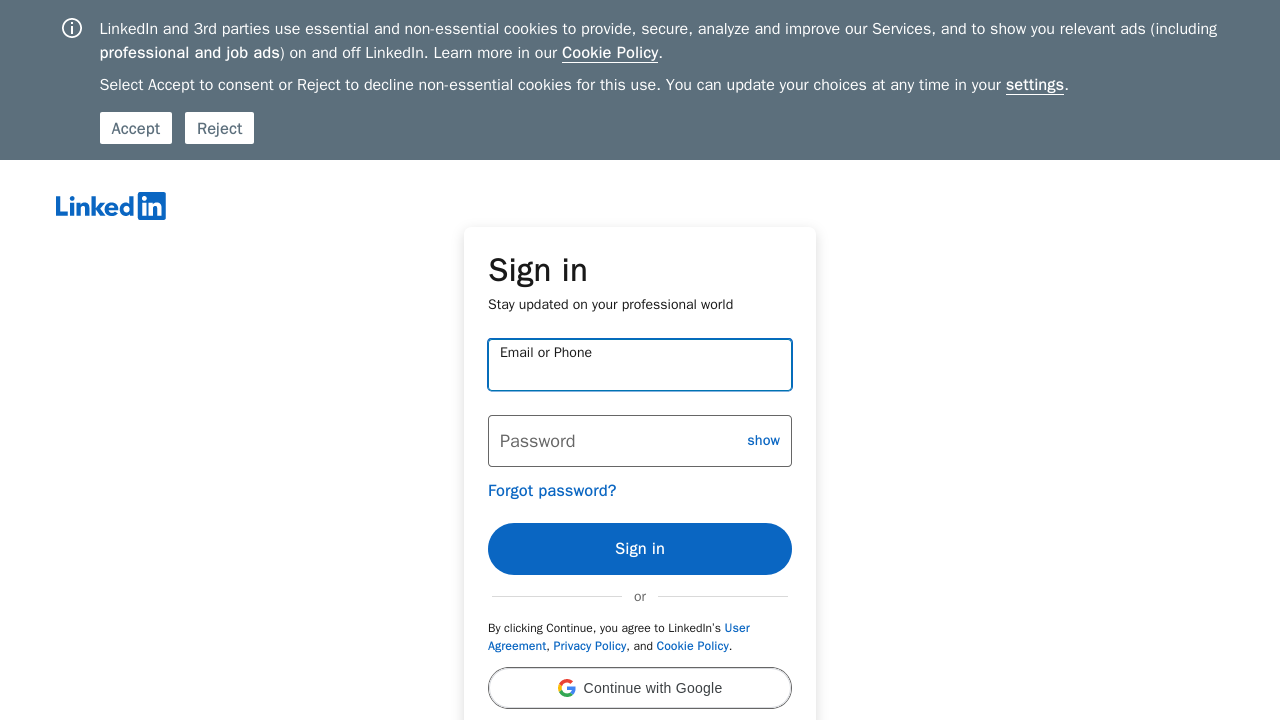 LinkedIn and 3rd parties use essential and non-essential cookies to provide, secure, analyze and improve our Services, and to show you relevant ads (including
professional and job ads) on and off LinkedIn. Learn more in our Cookie Policy.
Select Accept to consent or Reject to decline non-essential cookies for this use. You can update your choices at any time in your settings.
Accept Reject
Linkedin
Sign in
Stay updated on your professional world
Email or Phone
Password show
Forgot password?
Sign in
or
By clicking Continue, you agree to LinkedIn's User
Agreement, Privacy Policy, and Cookie Policy.
Continue with Google